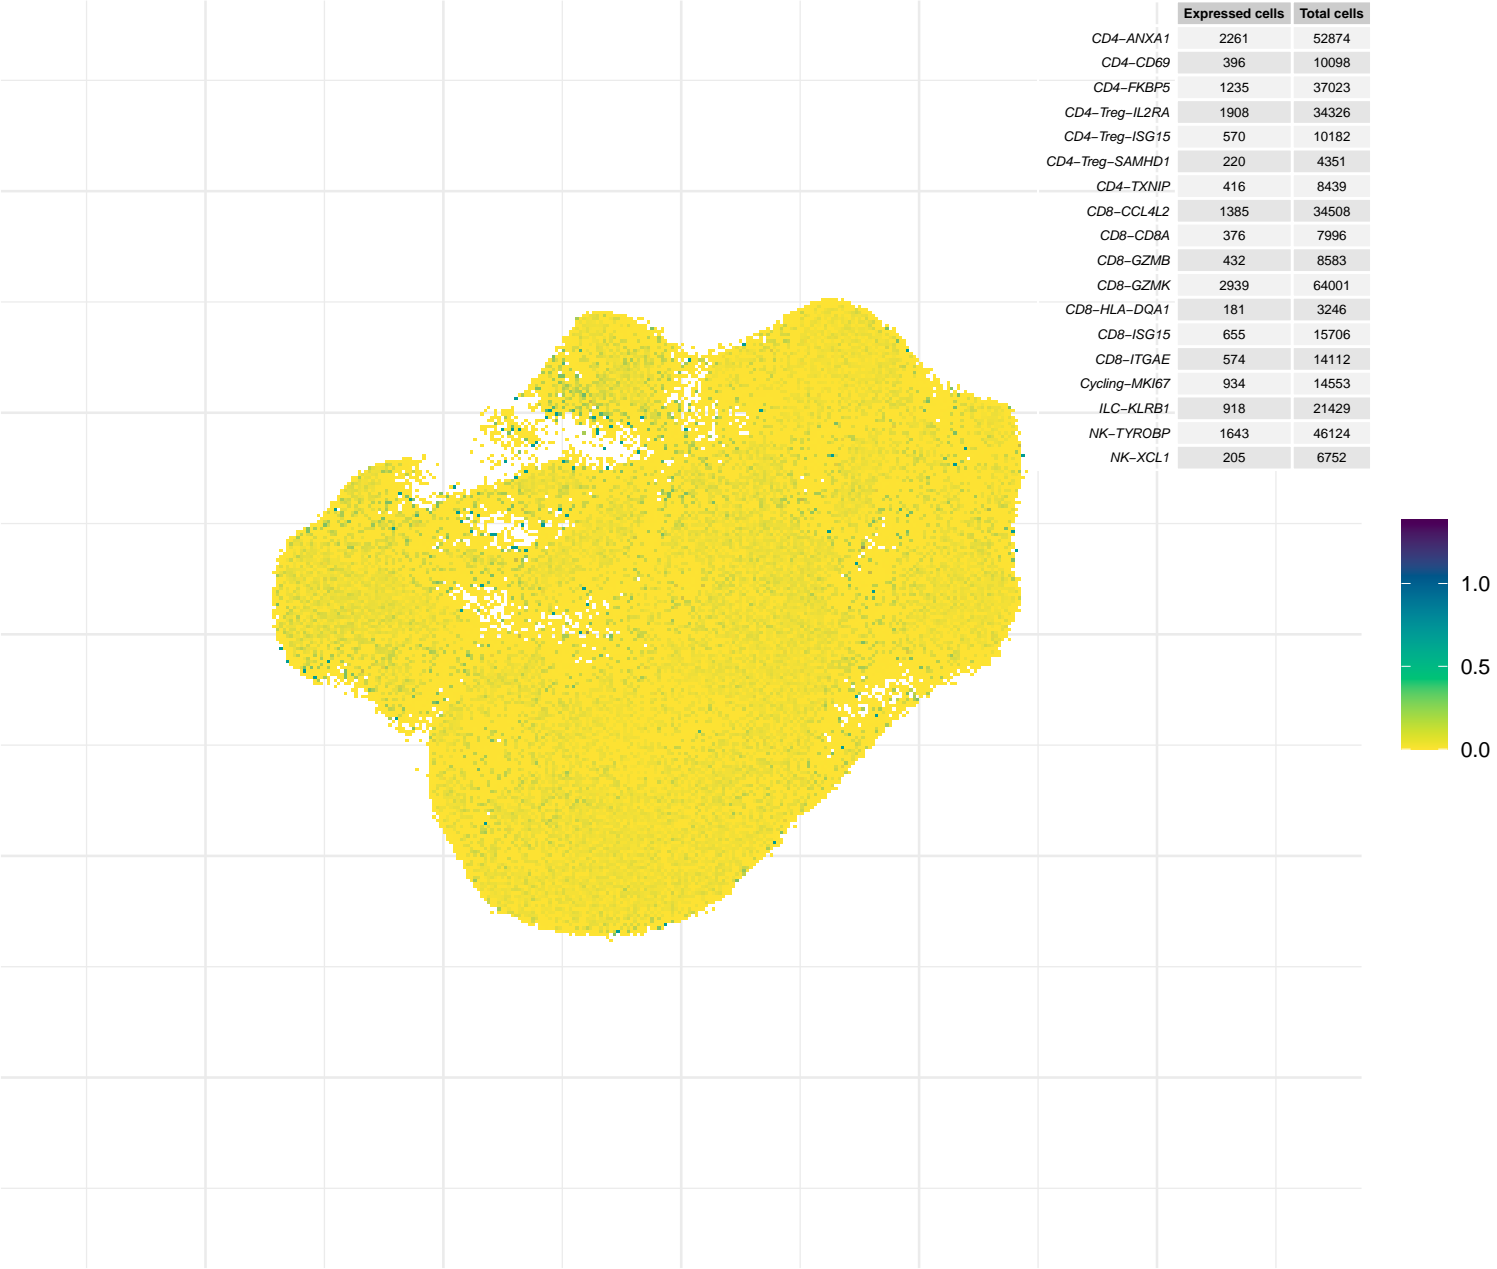 Expressed cells Total cells
CD4−ANXA1 2261 52874
CD4−CD69 396 10098
CD4−FKBP5 1235 37023
CD4−Treg−IL2RA 1908 34326
CD4−Treg−ISG15 570 10182
CD4−Treg−SAMHD1 220 4351
CD4−TXNIP 416 8439
CD8−CCL4L2 1385 34508
CD8−CD8A 376 7996
CD8−GZMB 432 8583
CD8−GZMK 2939 64001
CD8−HLA−DQA1 181 3246
CD8−ISG15 655 15706
CD8−ITGAE 574 14112
Cycling−MKI67 934 14553
ILC−KLRB1 918 21429
NK−TYROBP 1643 46124
NK−XCL1 205 6752
1.0
0.5
0.0